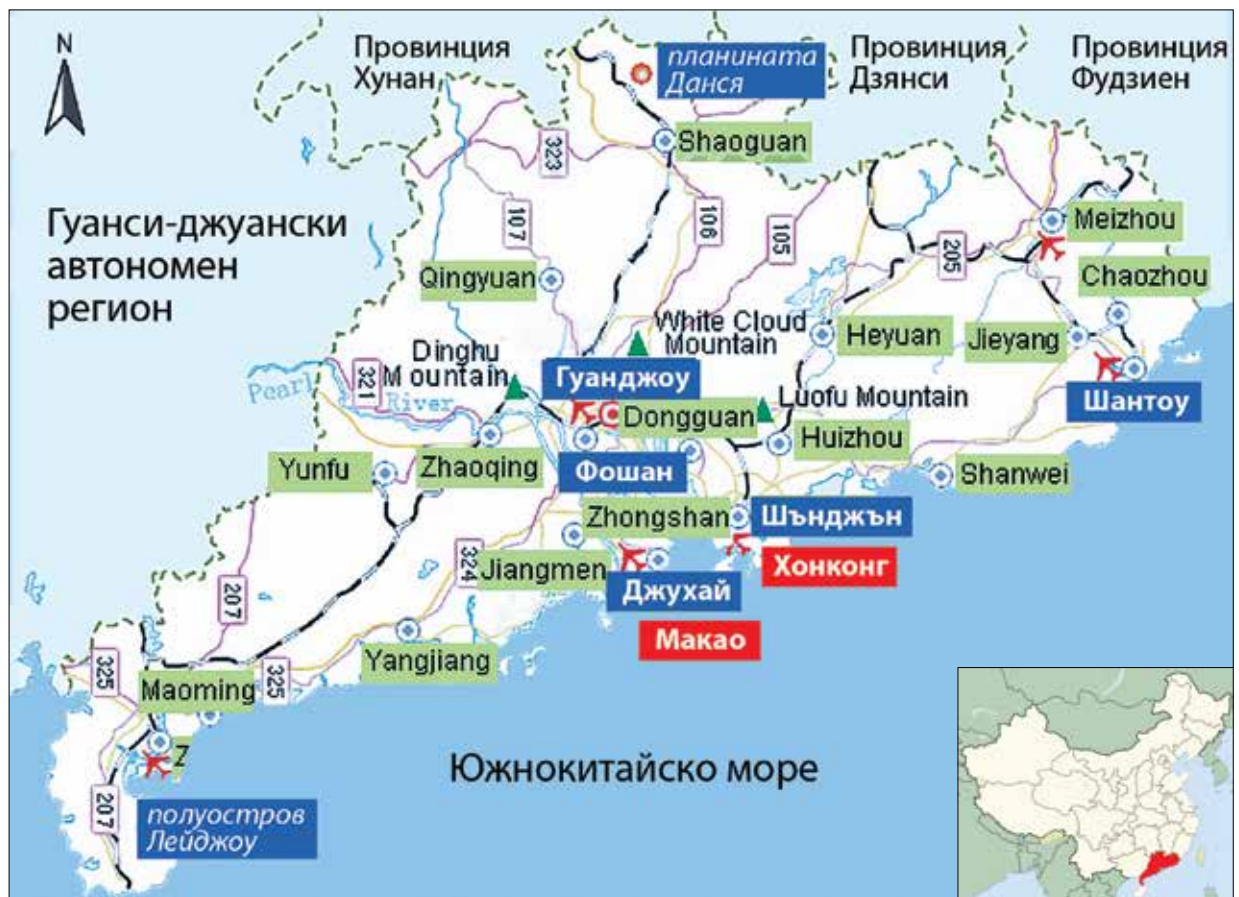 N
Провинция
Хунан
планината
Данся
Провинция
Дзянси
Провинция
Фудзиен
Shaoguan
323
Гуанси-джуански
автономен
регион
107
106
105
205
Meizhou
Qingyuan
Chaozhou
White Cloud
Mountain
Heyuan
Jieyang
Dinghu
Mountain
Гуанджоу
321
Pearl
River
Luofu Mountain
Шантоу
Dongguan
Huizhou
Yunfu
Zhaoqing
Фошан
Shanwei
Zhongshan
Шънджън
324
Jiangmen
Хонконг
Джухай
207
Макао
Yangjiang
325
Maoming
325
Z
Южнокитайско море
207
полуостров
Лейджоу